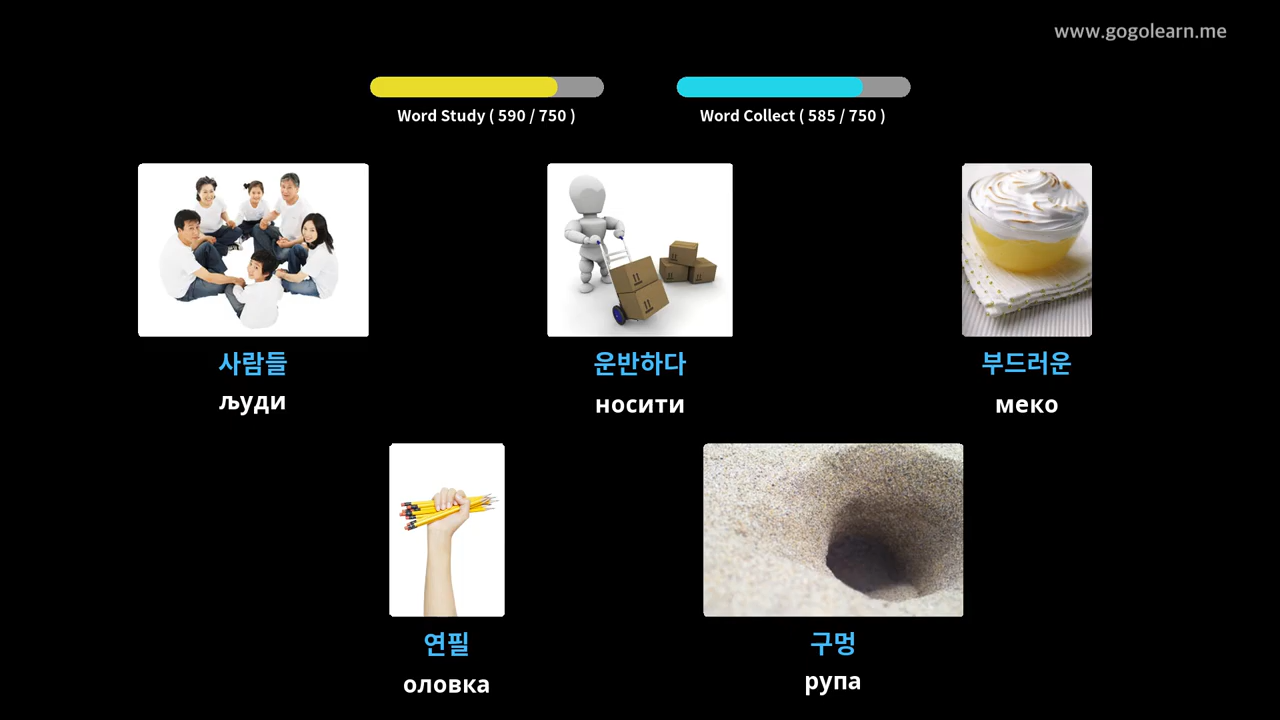 www.gogolearn.me
Word Study ( 590 / 750 )
Word Collect ( 585 / 750 )
사람들
људи
운반하다
носити
부드러운
меко
연필
оловка
구멍
рупа